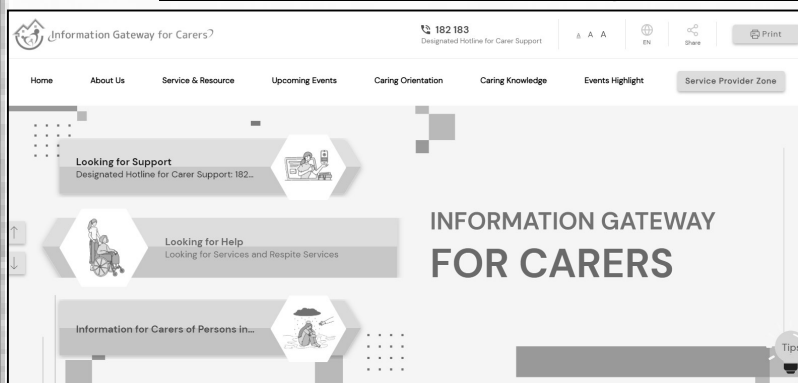 Information Gateway for Carers
182 183
Designated Hotline for Carer Support
A A A
EN
Share
Print
Home
About Us
Service & Resource
Upcoming Events
Caring Orientation
Caring Knowledge
Events Highlight
Service Provider Zone
Looking for Support
Designated Hotline for Carer Support: 182...
Looking for Help
Looking for Services and Respite Services
Information for Carers of Persons in...
INFORMATION GATEWAY
FOR CARERS
Tips